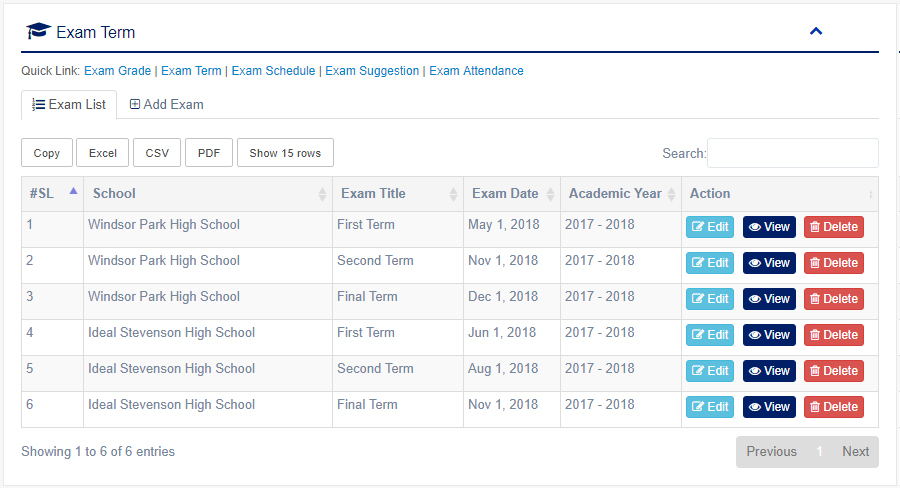 Exam Term
Quick Link: Exam Grade | Exam Term | Exam Schedule | Exam Suggestion | Exam Attendance
Exam List Add Exam
Copy Excel CSV PDF Show 15 rows Search:
#SL School Exam Title Exam Date Academic Year Action
1 Windsor Park High School First Term May 1, 2018 2017 - 2018 Edit View Delete
2 Windsor Park High School Second Term Nov 1, 2018 2017 - 2018 Edit View Delete
3 Windsor Park High School Final Term Dec 1, 2018 2017 - 2018 Edit View Delete
4 Ideal Stevenson High School First Term Jun 1, 2018 2017 - 2018 Edit View Delete
5 Ideal Stevenson High School Second Term Aug 1, 2018 2017 - 2018 Edit View Delete
6 Ideal Stevenson High School Final Term Nov 1, 2018 2017 - 2018 Edit View Delete
Showing 1 to 6 of 6 entries Previous 1 Next